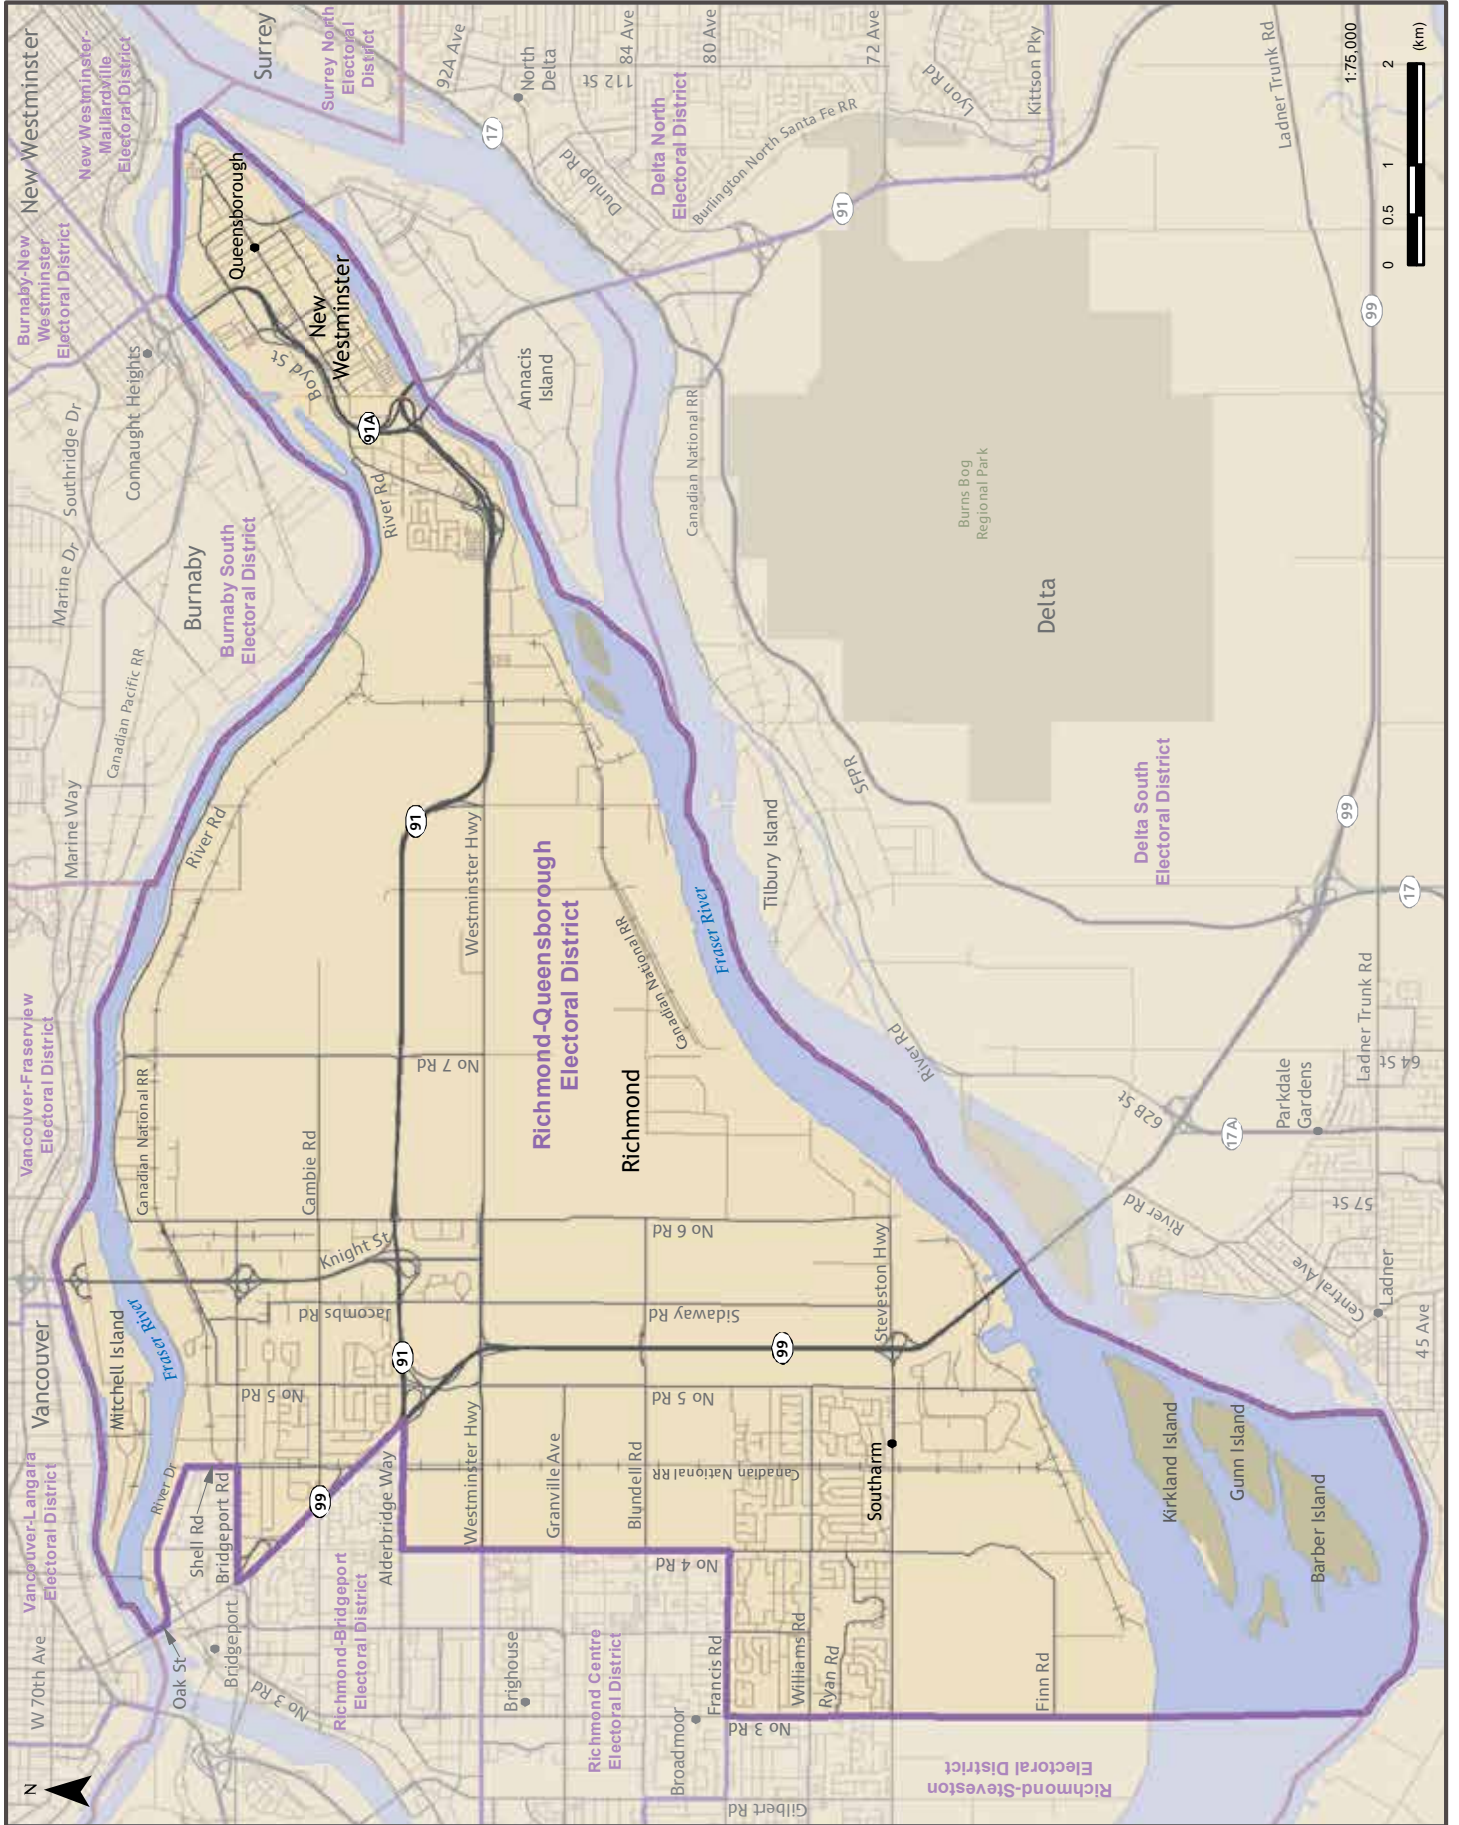 New Westminster
New Westminster-
Maillardville
Electoral District
Surrey
Surrey North
Electoral
District
92A Ave
North
Delta
84 Ave
80 Ave
112 St
72 Ave
Lyon Rd
Kittson Pky
Ladner Trunk Rd
1:75,000
0
0.5
1
2
(km)
Burnaby-New
Westminster
Electoral District
Queensborough
17
Dunlop Rd
Delta North
Electoral District
Burlington North Santa Fe RR
91
99
Southridge Dr
Connaught Heights
Boyd St
New
Westminster
91A
Annacis
Island
Canadian National RR
Burns Bog
Regional Park
Delta
Marine Dr
Burnaby
Burnaby South
Electoral District
River Rd
Canadian Pacific RR
Marine Way
River Rd
91
Westminster Hwy
Richmond-Queensborough
Electoral District
Canadian National RR
Fraser River
Tilbury Island
SFPR
Delta South
Electoral District
99
17
Vancouver-Fraserview
Electoral District
Canadian National RR
Cambie Rd
No 7 Rd
Richmond
River Rd
62B St
17A
Parkdale
Gardens
Ladner Trunk Rd
64 St
57 St
River Rd
Central Ave
Ladner
45 Ave
Vancouver
Mitchell Island
Fraser River
Knight St
Jacombs Rd
No 6 Rd
Sidaway Rd
Steveston Hwy
91
99
No 5 Rd
No 5 Rd
Vancouver-Langara
Electoral District
River Dr
Shell Rd
Bridgeport Rd
99
Alderbridge Way
Westminster Hwy
Granville Ave
Blundell Rd
Canadian National RR
Southarm
Kirkland Island
Gunn Island
Barber Island
W 70th Ave
Oak St
Bridgeport
No 3 Rd
Richmond-Bridgeport
Electoral District
Brighouse
Richmond Centre
Electoral District
No 4 Rd
Broadmoor
Francis Rd
No 3 Rd
Williams Rd
Ryan Rd
Finn Rd
Gilbert Rd
Richmond-Steveston
Electoral District
N